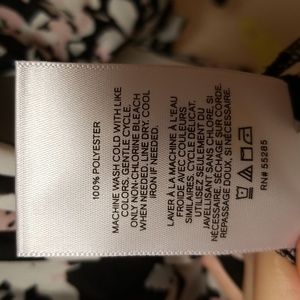 100% POLYESTER
MACHINE WASH COLD WITH LIKE
COLORS. GENTLE CYCLE.
ONLY NON-CHLORINE BLEACH
WHEN NEEDED. LINE DRY. COOL
IRON IF NEEDED.
LAVER À LA MACHINE À L'EAU
FROIDE AVEC COULEURS
SIMILAIRES. CYCLE DÉLICAT.
UTILISER SEULEMENT DU
JAVELLISANT SANS CHLORE, SI
NÉCESSAIRE. SÉCHAGE SUR CORDE.
REPASSAGE DOUX, SI NÉCESSAIRE.
RN# 55285